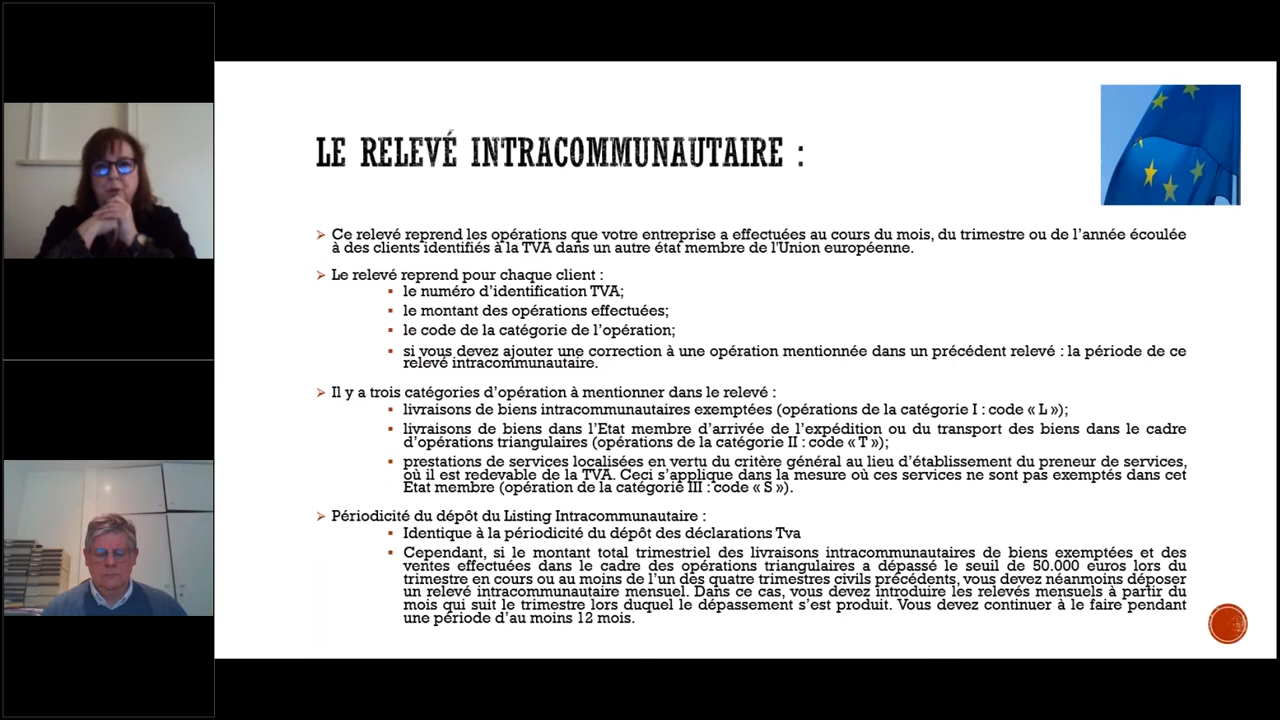 LE RELEVÉ INTRACOMMUNAUTAIRE :
➢ Ce relevé reprend les opérations que votre entreprise a effectuées au cours du mois, du trimestre ou de l'année écoulée
à des clients identifiés à la TVA dans un autre état membre de l'Union européenne.
➢ Le relevé reprend pour chaque client :
▪ le numéro d'identification TVA;
▪ le montant des opérations effectuées;
▪ le code de la catégorie de l'opération;
▪ si vous devez ajouter une correction à une opération mentionnée dans un précédent relevé : la période de ce
relevé intracommunautaire.
➢ Il y a trois catégories d'opération à mentionner dans le relevé :
▪ livraisons de biens intracommunautaires exemptées (opérations de la catégorie I : code « L »);
▪ livraisons de biens dans l'Etat membre d'arrivée de l'expédition ou du transport des biens dans le cadre
d'opérations triangulaires (opérations de la catégorie II : code « T »);
▪ prestations de services localisées en vertu du critère général au lieu d'établissement du preneur de services,
où il est redevable de la TVA. Ceci s'applique dans la mesure où ces services ne sont pas exemptés dans cet
Etat membre (opération de la catégorie III : code « S »).
➢ Périodicité du dépôt du Listing Intracommunautaire :
▪ Identique à la périodicité du dépôt des déclarations Tva
▪ Cependant, si le montant total trimestriel des livraisons intracommunautaires de biens exemptées et des
ventes effectuées dans le cadre des opérations triangulaires a dépassé le seuil de 50.000 euros lors du
trimestre en cours ou au moins de l'un des quatre trimestres civils précédents, vous devez néanmoins déposer
un relevé intracommunautaire mensuel. Dans ce cas, vous devez introduire les relevés mensuels à partir du
mois qui suit le trimestre lors duquel le dépassement s'est produit. Vous devez continuer à le faire pendant
une période d'au moins 12 mois.